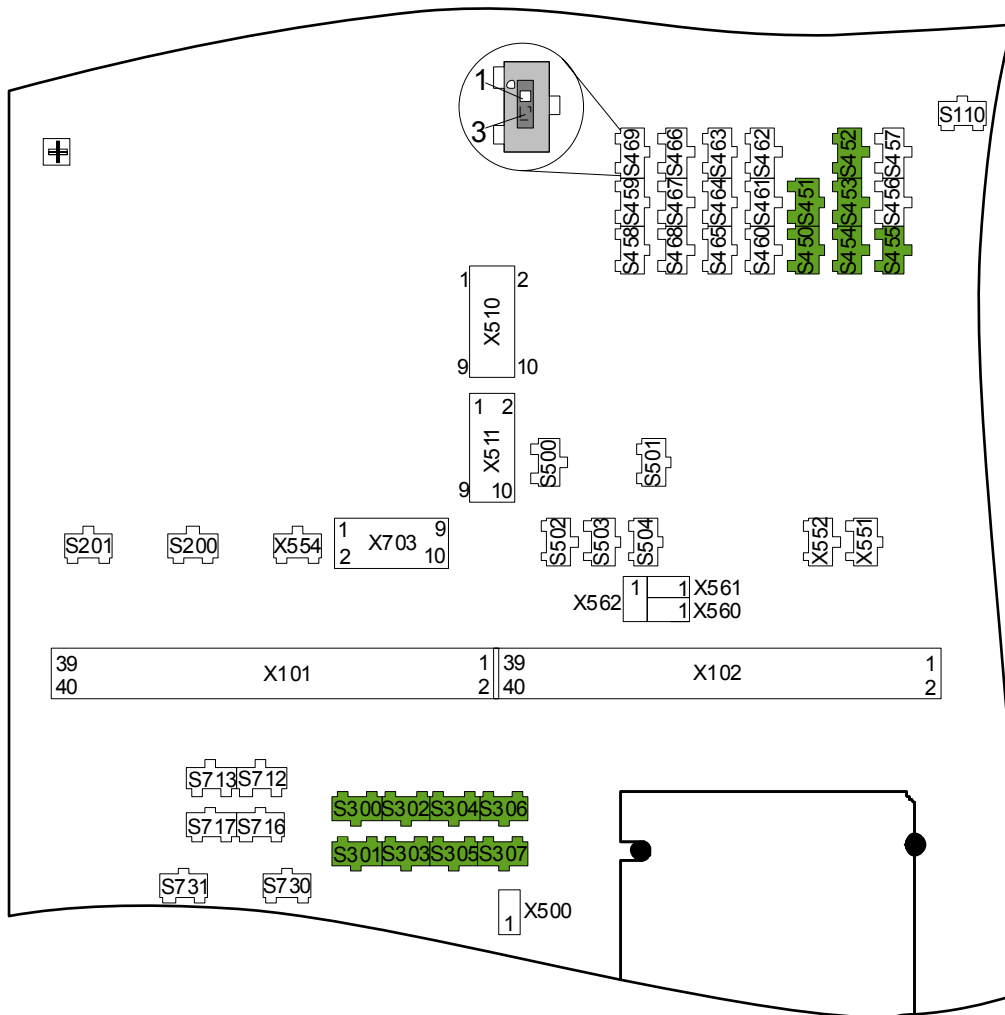 1
3
S110
S469 S466 S463 S462 S452 S457
S459 S467 S464 S461 S451 S453 S456
S458 S468 S465 S460 S450 S454 S455
1 2
X510
9 10
1 2
X511
9 10
S500 S501
S201 S200 X554
1 9
X703
2 10
S502 S503 S504 X552 X551
1 1 X561
X562 1 X560
39 1 39 1
X101 X102
40 2 40 2
S713 S712
S717 S716
S300 S302 S304 S306
S301 S303 S305 S307
S731 S730
X500
1